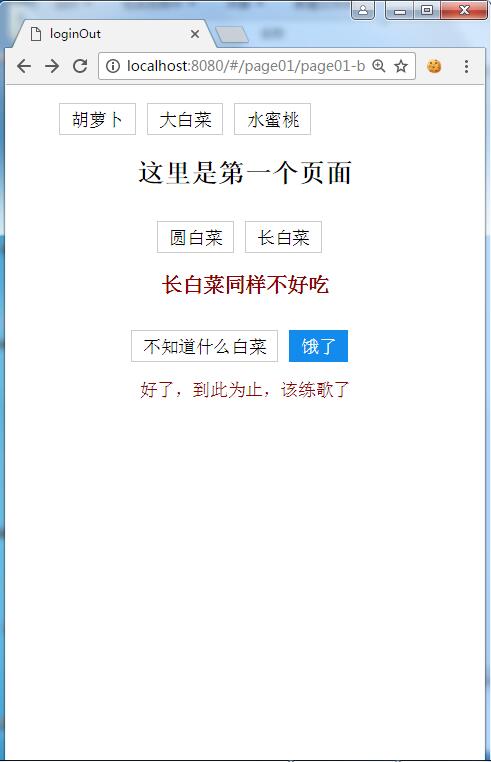 loginOut
localhost:8080/#/page01/page01-b
胡萝卜 大白菜 水蜜桃
这里是第一个页面
圆白菜 长白菜
长白菜同样不好吃
不知道什么白菜 饿了
好了，到此为止，该练歌了